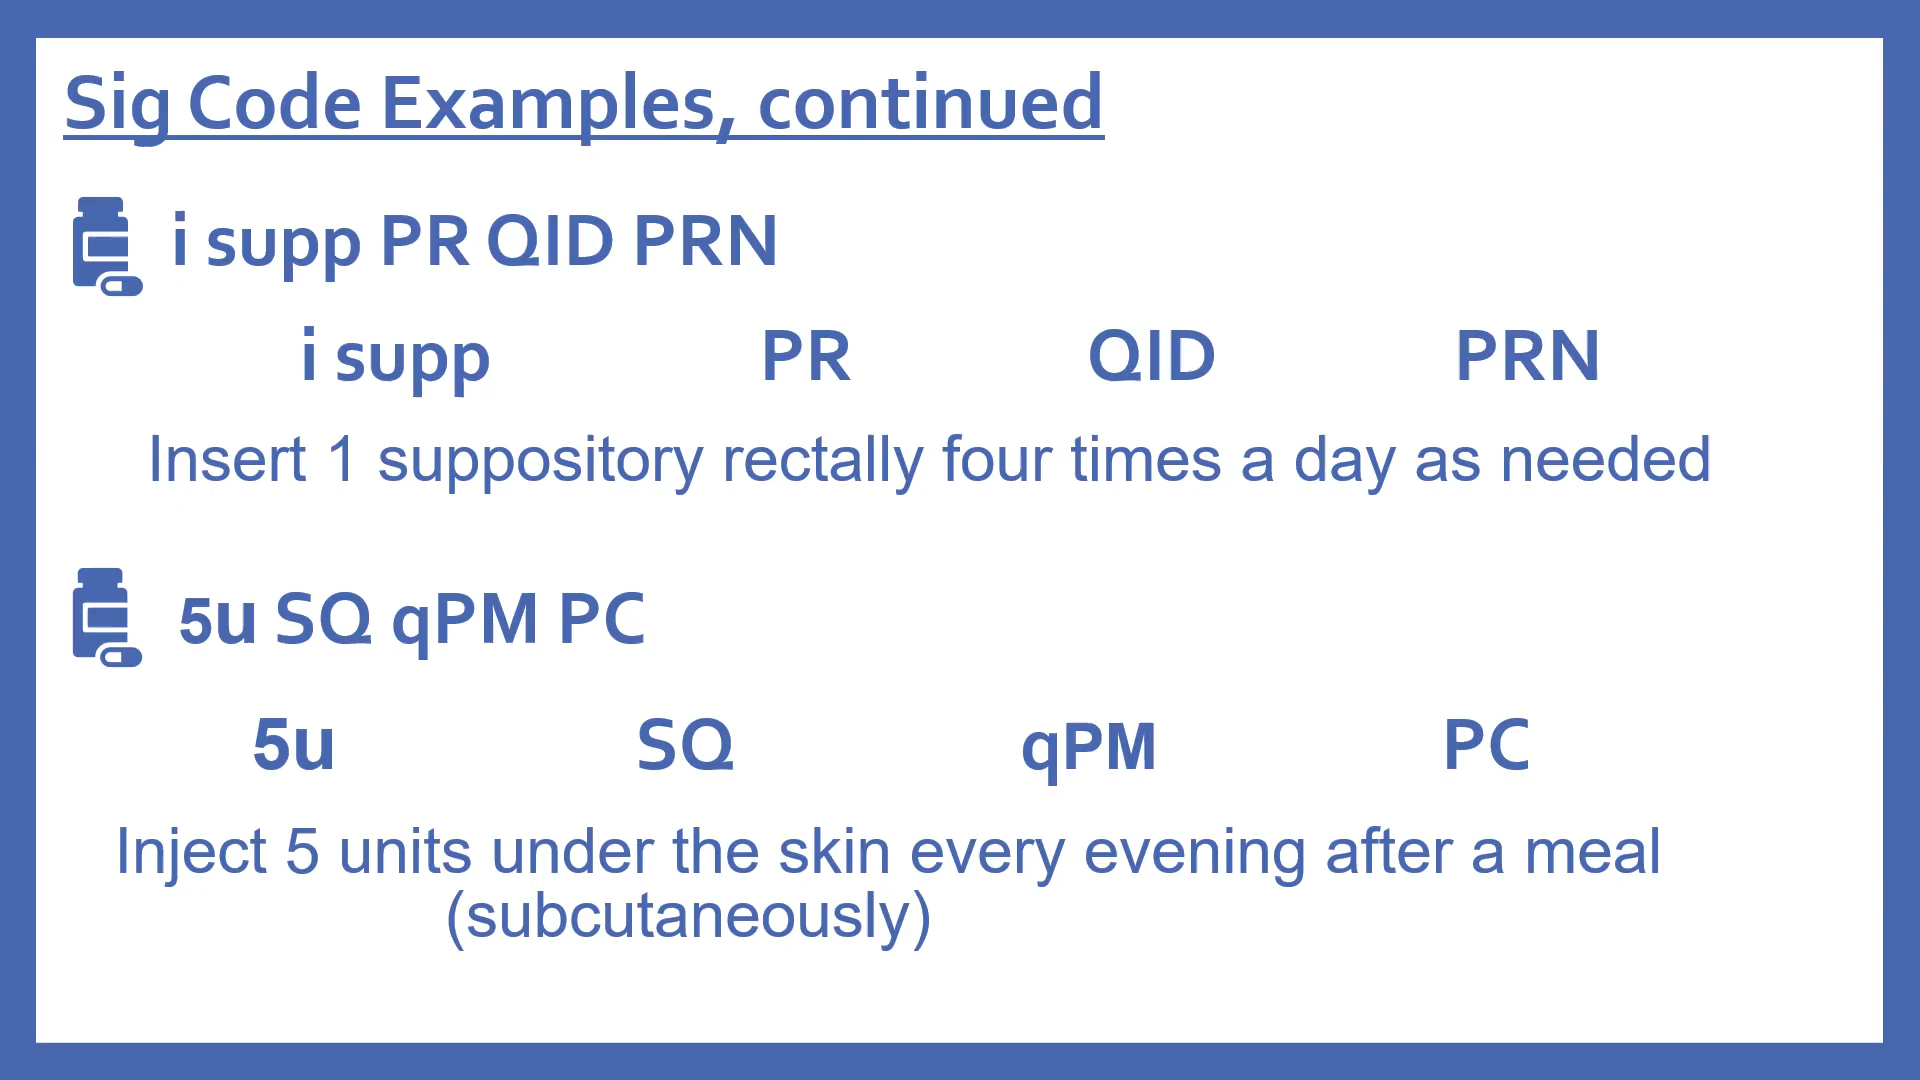 Sig Code Examples, continued
i supp PR QID PRN
i supp PR QID PRN
Insert 1 suppository rectally four times a day as needed
5u SQ qPM PC
5u SQ qPM PC
Inject 5 units under the skin every evening after a meal
(subcutaneously)